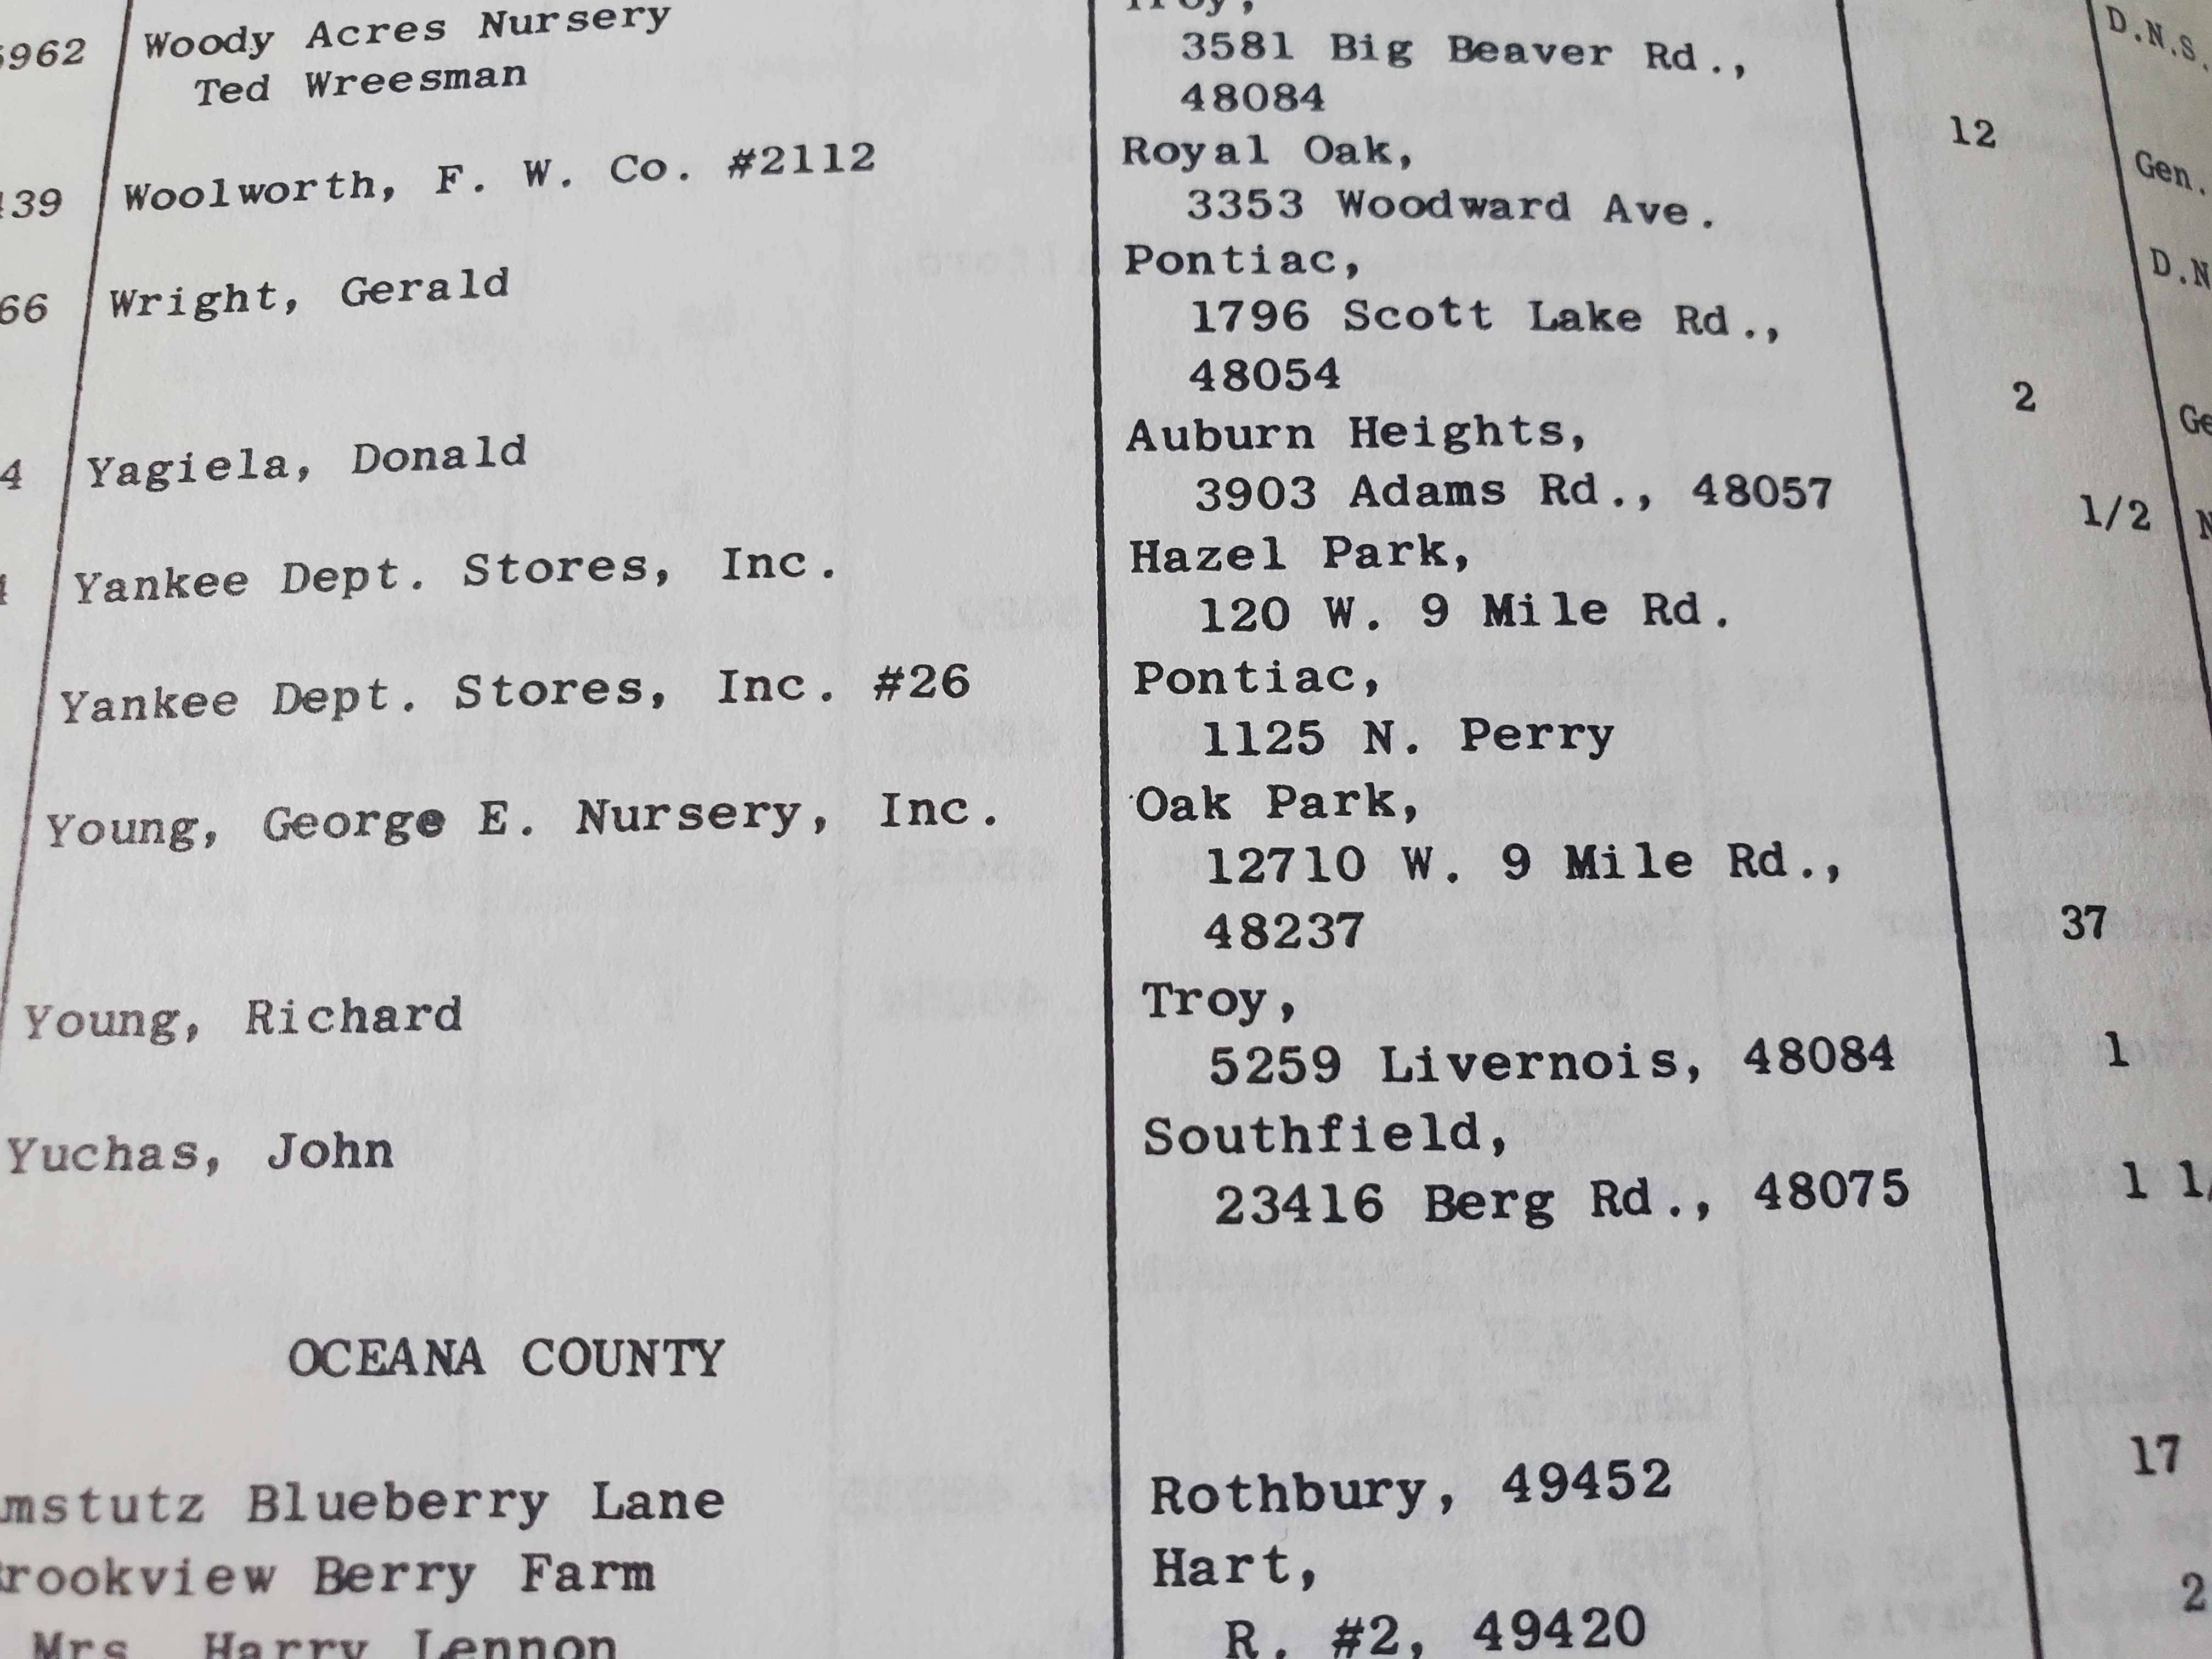 Woody Acres Nursery
Ted Wreesman
Troy,
3581 Big Beaver Rd.,
48084
12
D.N.S.
Woolworth, F. W. Co. #2112
Royal Oak,
3353 Woodward Ave.
Gen.
Wright, Gerald
Pontiac,
1796 Scott Lake Rd.,
48054
2
Yagiela, Donald
Auburn Heights,
3903 Adams Rd., 48057
1/2
Yankee Dept. Stores, Inc.
Hazel Park,
120 W. 9 Mile Rd.
Yankee Dept. Stores, Inc. #26
Pontiac,
1125 N. Perry
Young, George E. Nursery, Inc.
Oak Park,
12710 W. 9 Mile Rd.,
48237
37
Young, Richard
Troy,
5259 Livernois, 48084
1
Yuchas, John
Southfield,
23416 Berg Rd., 48075
OCEANA COUNTY
Blueberry Lane
Rothbury, 49452
17
Berry Farm
Mrs. Harry Lennon
Hart,
R. #2, 49420
2